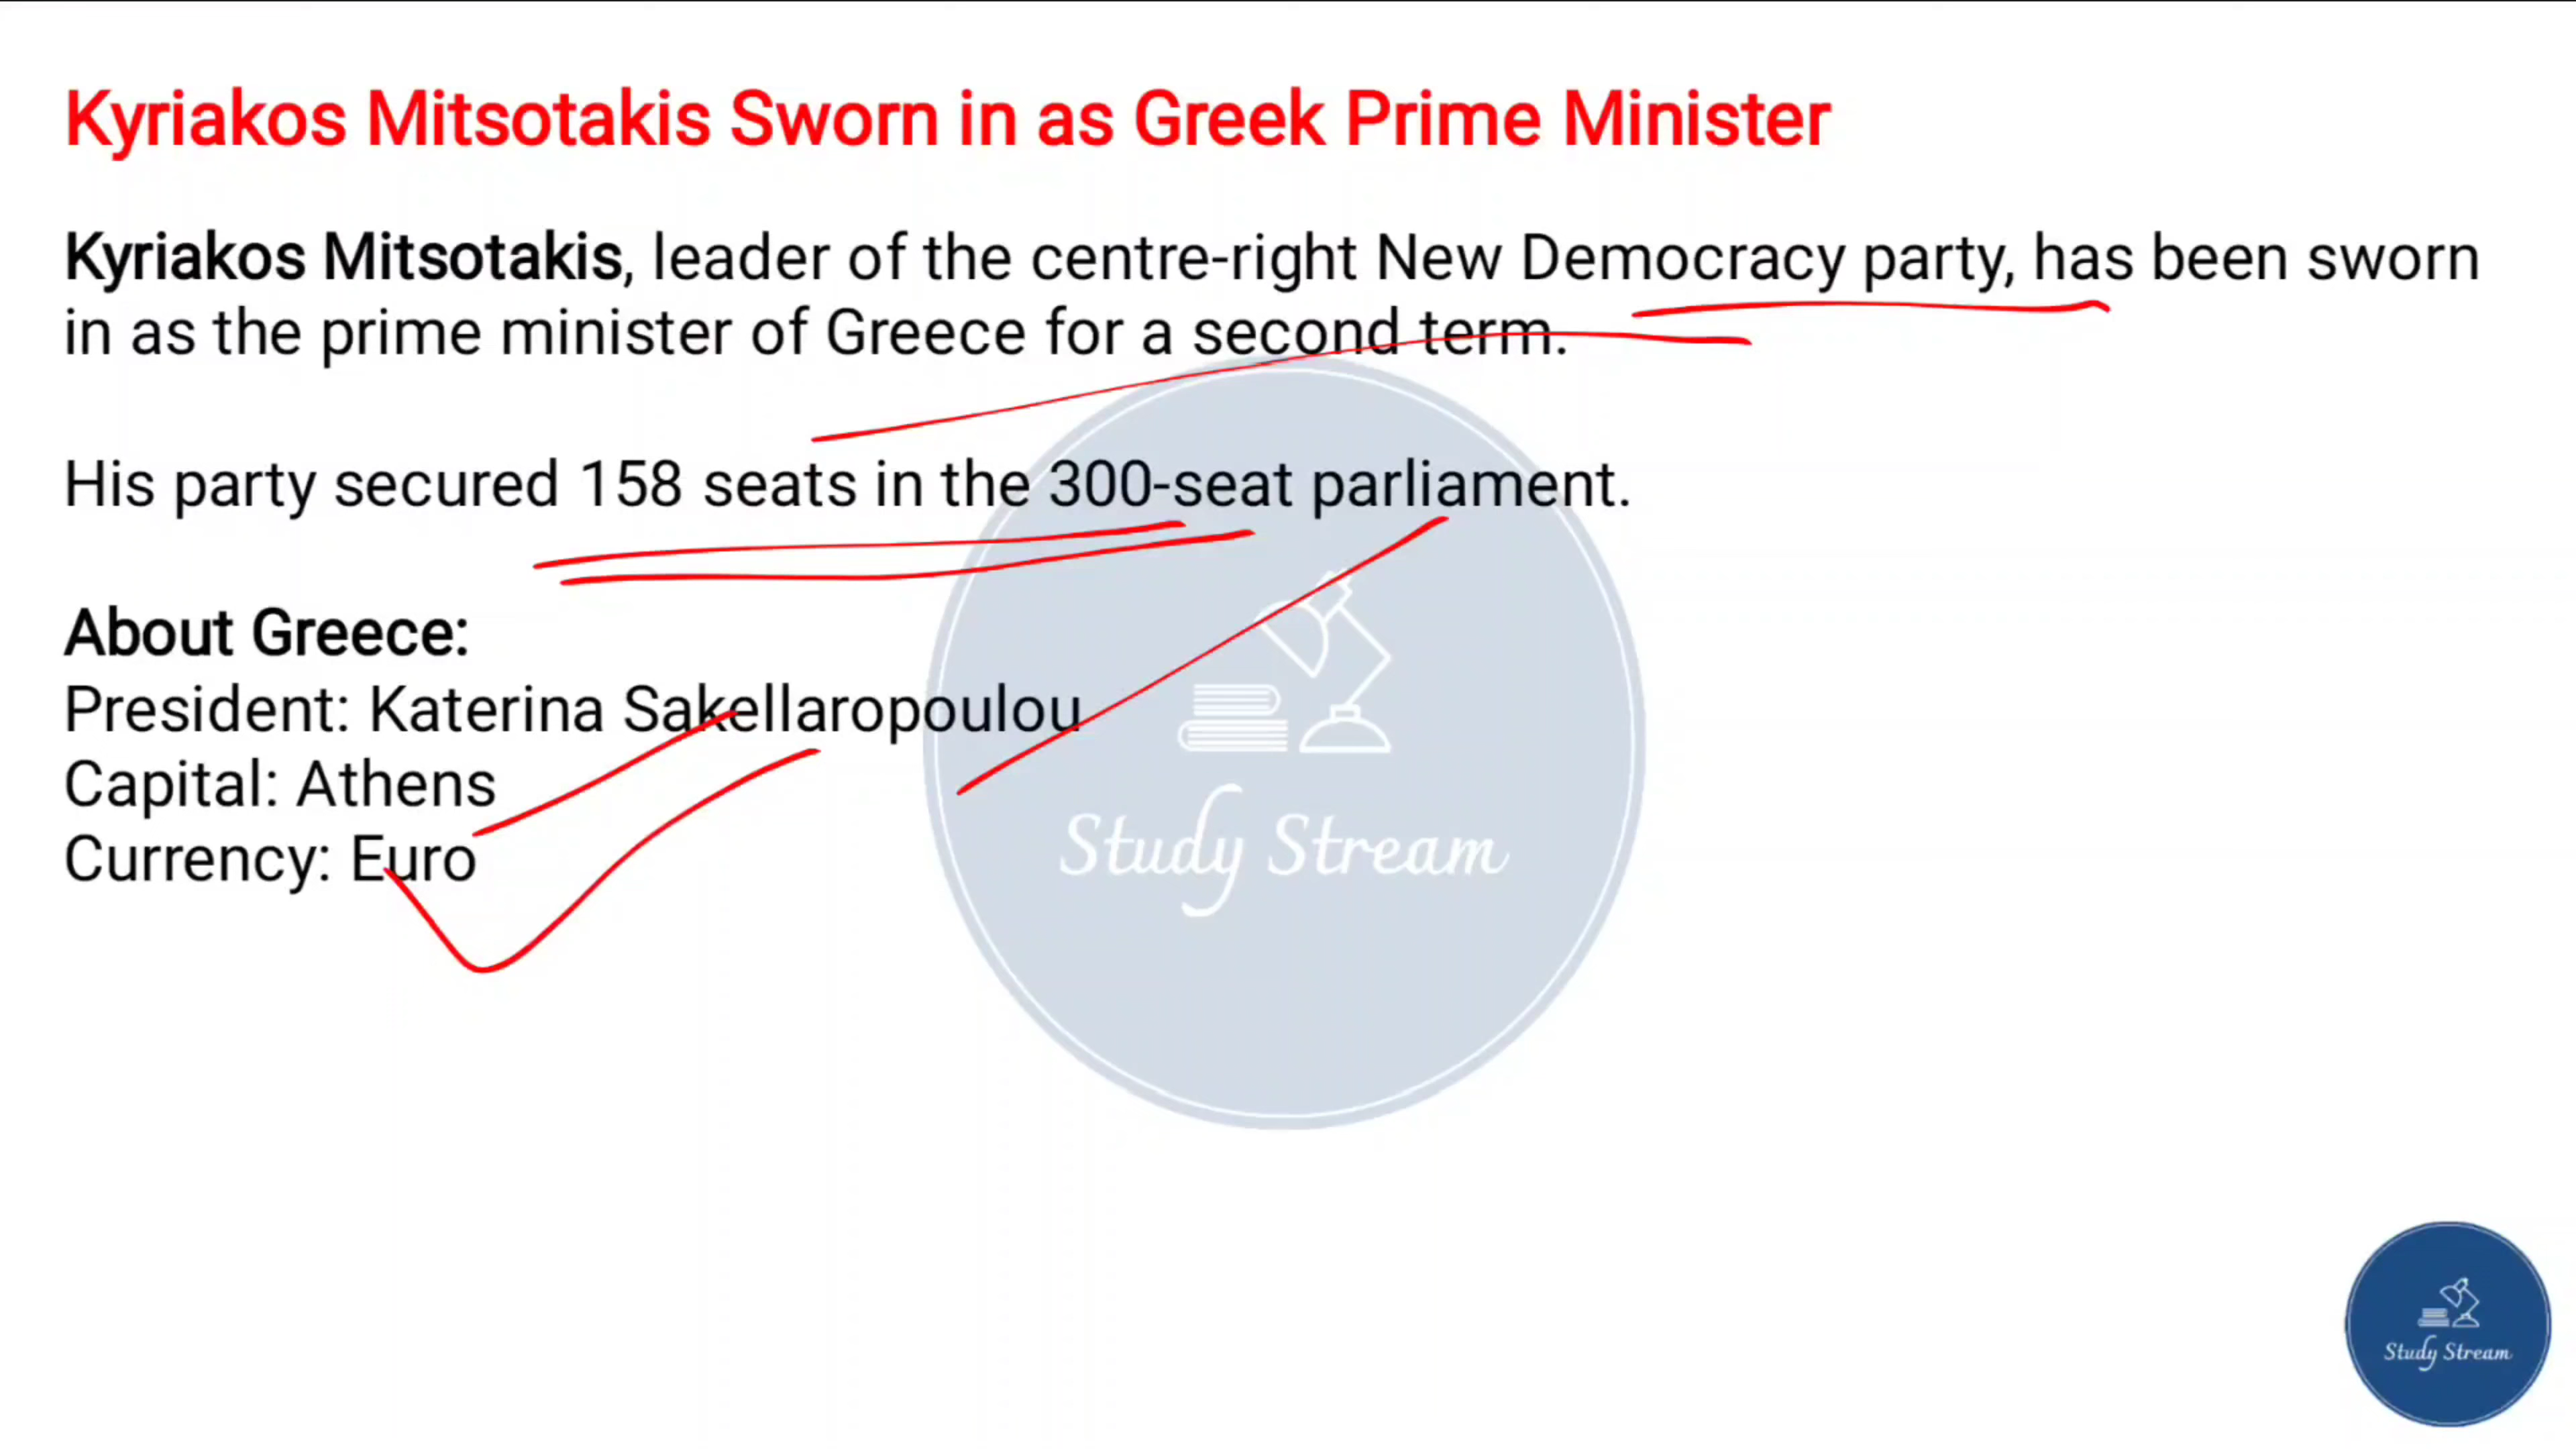 Kyriakos Mitsotakis Sworn in as Greek Prime Minister
Kyriakos Mitsotakis, leader of the centre-right New Democracy party, has been sworn
in as the prime minister of Greece for a second term.
His party secured 158 seats in the 300-seat parliament.
About Greece:
President: Katerina Sakellaropoulou
Capital: Athens
Currency: Euro
Study Stream
Study Stream